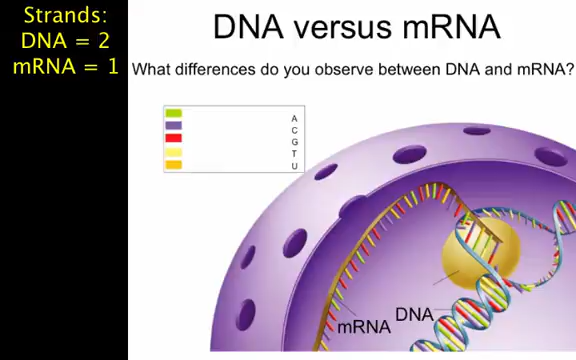 Strands:
DNA = 2
mRNA = 1
DNA versus mRNA
What differences do you observe between DNA and mRNA?
A
C
G
T
U
DNA
mRNA